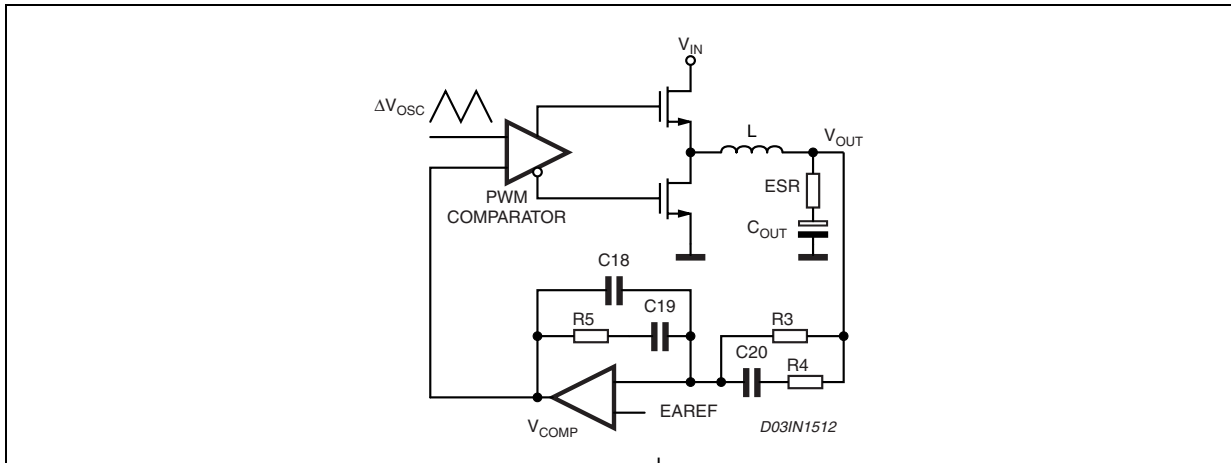 V_IN
ΔV_OSC
L
V_OUT
ESR
PWM
COMPARATOR
C_OUT
C18
C19
R5
R3
C20
R4
EAREF
V_COMP
D03IN1512